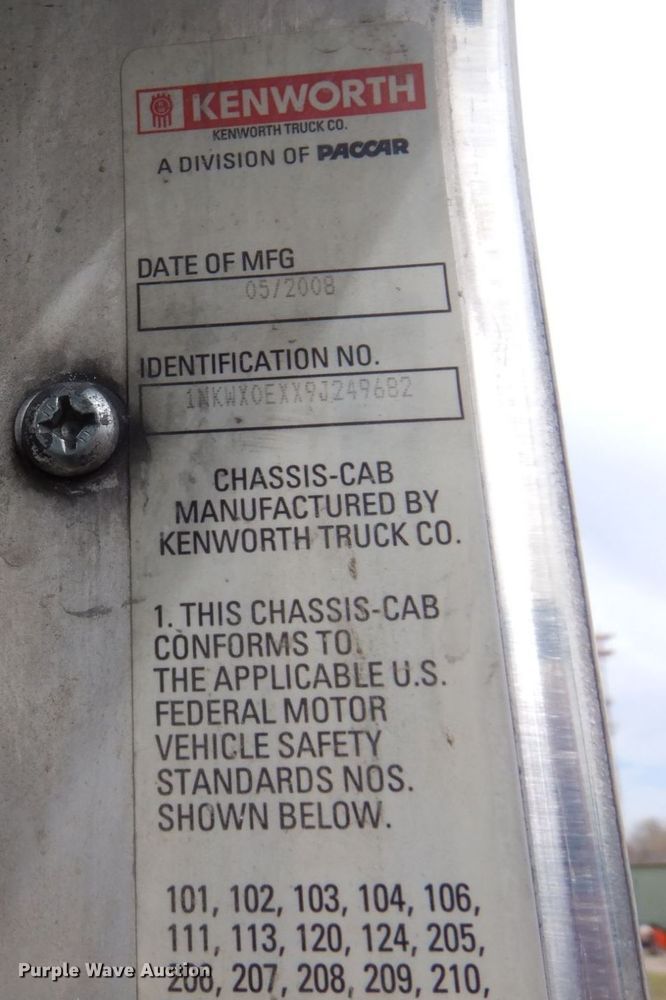 KENWORTH
KENWORTH TRUCK CO.
A DIVISION OF PACCAR
DATE OF MFG
05/2008
IDENTIFICATION NO.
1NKWX0EXX9J249682
CHASSIS-CAB
MANUFACTURED BY
KENWORTH TRUCK CO.
1. THIS CHASSIS-CAB
CONFORMS TO
THE APPLICABLE U.S.
FEDERAL MOTOR
VEHICLE SAFETY
STANDARDS NOS.
SHOWN BELOW.
101, 102, 103, 104, 106,
111, 113, 120, 124, 205,
206, 207, 208, 209, 210,
Purple Wave Auction